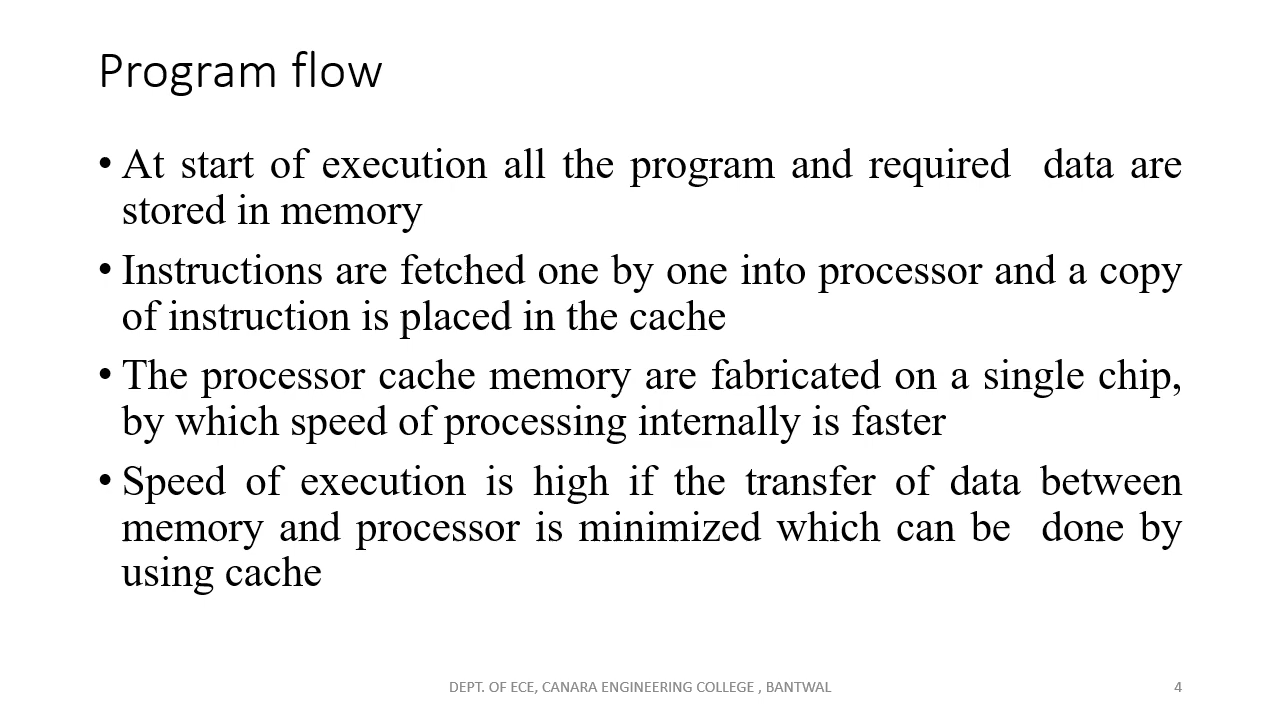 Program flow
• At start of execution all the program and required  data are
stored in memory
• Instructions are fetched one by one into processor and a copy
of instruction is placed in the cache
• The processor cache memory are fabricated on a single chip,
by which speed of processing internally is faster
• Speed of execution is high if the transfer of data between
memory and processor is minimized which can be  done by
using cache
DEPT. OF ECE, CANARA ENGINEERING COLLEGE , BANTWAL
4